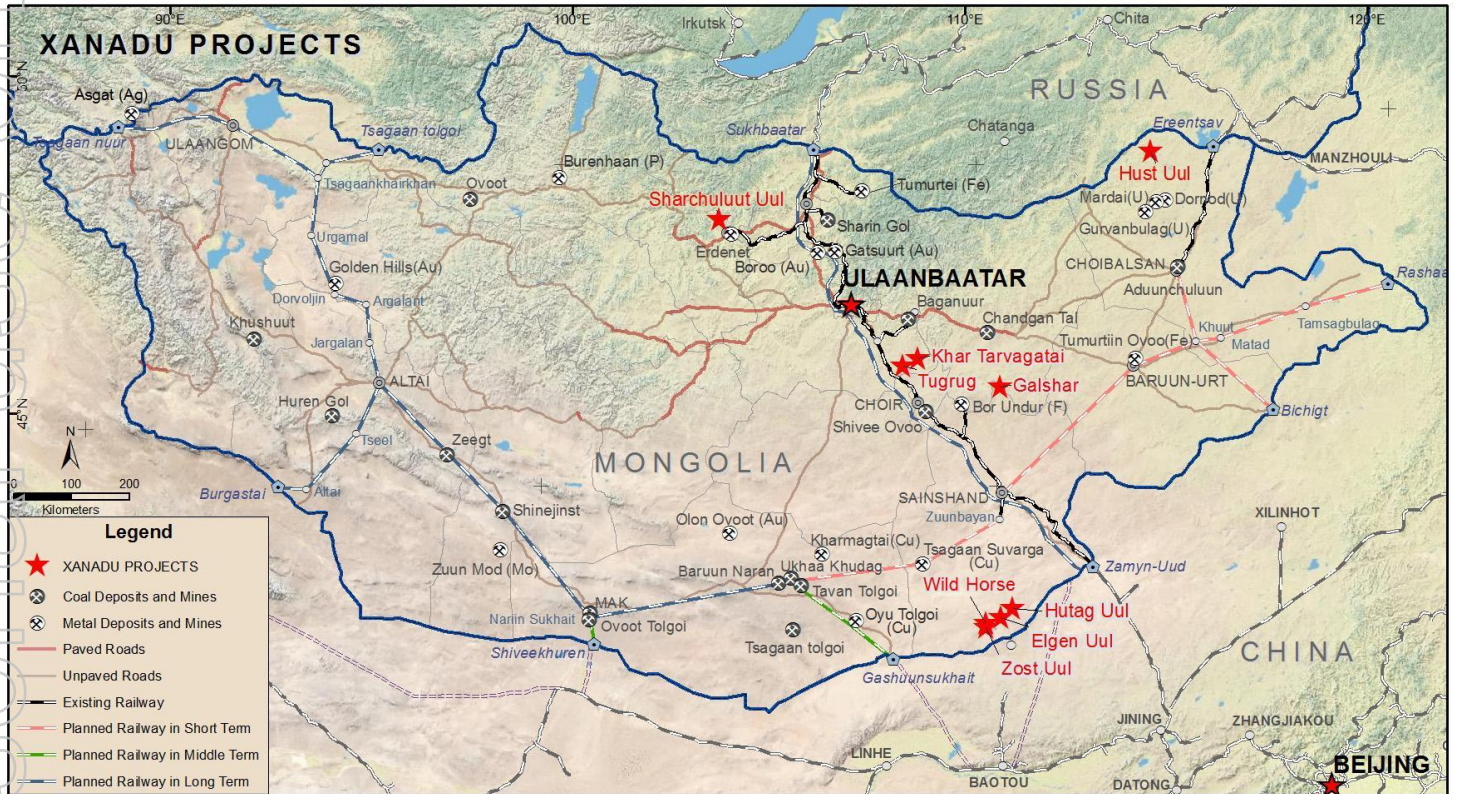 90°E
100°E
110°E
120°E
XANADU PROJECTS
Irkutsk
Chita
50°N
RUSSIA
Asgat (Ag)
Tsagaan nuur
ULAANGOM
Tsagaan tolgoi
Sukhbaatar
Chatanga
Ereentsav
MANZHOULI
Hust Uul
Tsagaankhairkhan
Ovoot
Burenhaan (P)
Tumurtei (Fe)
Mardai(U)
Dornod(U)
Gurvanbulag(U)
Sharchuluut Uul
Sharin Gol
Urgamal
Erdenet
Boroo (Au)
Gatsuurt (Au)
CHOIBALSAN
Aduunchuluun
Golden Hills(Au)
Dorvoljin
Argalant
ULAANBAATAR
Baganuur
Chandgan Tal
Rashaa
Tamsagbulag
Khushuut
Jargalan
Khuut
Matad
Tumurtiin Ovoo(Fe)
Khar Tarvagatai
Tugrug
Galshar
BARUUN-URT
ALTAI
Huren Gol
CHOIR
Shivee Ovoo
Bor Undur (F)
Bichigt
45°N
N
Tseel
Zeegt
MONGOLIA
Burgastai
Altai
SAINSHAND
Zuunbayan
0 100 200
Kilometers
Shinejinst
Olon Ovoot (Au)
XILINHOT
Legend
Zuun Mod (Mo)
Kharmagtai(Cu)
Tsagaan Suvarga
(Cu)
Zamyn-Uud
XANADU PROJECTS
Baruun Naran
Ukhaa Khudag
Tavan Tolgoi
Wild Horse
Coal Deposits and Mines
MAK
Nariin Sukhait
Ovoot Tolgoi
Oyu Tolgoi
(Cu)
Hutag Uul
Metal Deposits and Mines
Tsagaan tolgoi
Elgen Uul
Paved Roads
Shiveekhuren
Gashuunsukhait
Zost Uul
CHINA
Unpaved Roads
Existing Railway
Planned Railway in Short Term
JINING
ZHANGJIAKOU
Planned Railway in Middle Term
LINHE
BAOTOU
DATONG
BEIJING
Planned Railway in Long Term